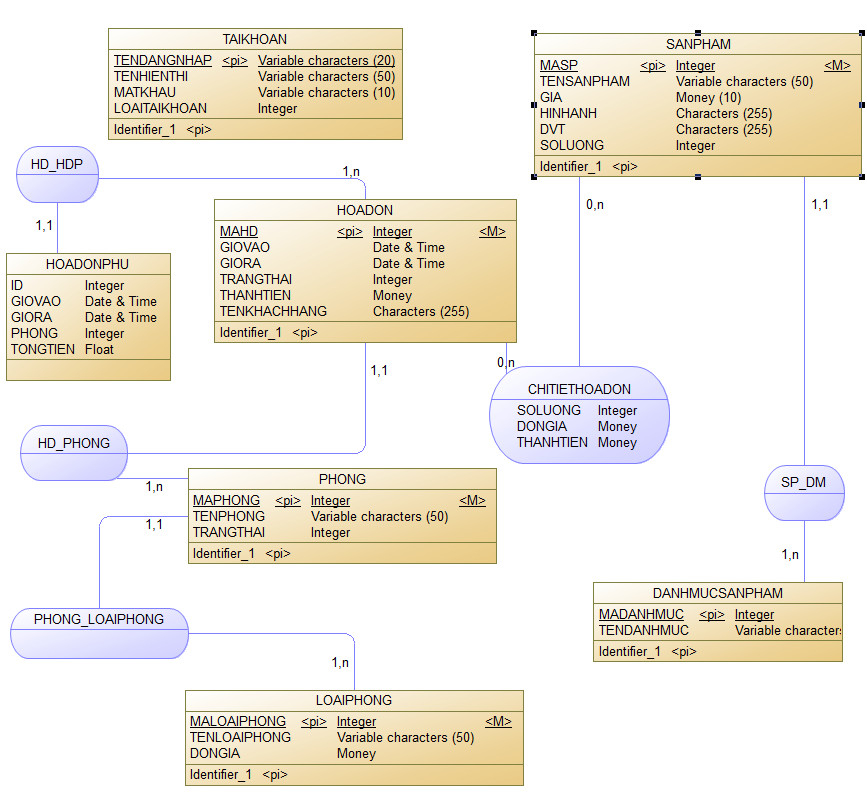 TAIKHOAN
TENDANGNHAP <pi> Variable characters (20)
TENHIENTHI Variable characters (50)
MATKHAU Variable characters (10)
LOAITAIKHOAN Integer
Identifier_1 <pi>
SANPHAM
MASP <pi> Integer <M>
TENSANPHAM Variable characters (50)
GIA Money (10)
HINHANH Characters (255)
DVT Characters (255)
SOLUONG Integer
Identifier_1 <pi>
HD_HDP
1,n
1,1
0,n
1,1
HOADON
MAHD <pi> Integer <M>
GIOVAO Date & Time
GIORA Date & Time
TRANGTHAI Integer
THANHTIEN Money
TENKHACHHANG Characters (255)
Identifier_1 <pi>
HOADONPHU
ID Integer
GIOVAO Date & Time
GIORA Date & Time
PHONG Integer
TONGTIEN Float
1,1
0,n
CHITIETHOADON
SOLUONG Integer
DONGIA Money
THANHTIEN Money
HD_PHONG
1,n
PHONG
MAPHONG <pi> Integer <M>
TENPHONG Variable characters (50)
TRANGTHAI Integer
Identifier_1 <pi>
1,1
SP_DM
1,n
DANHMUCSANPHAM
MADANHMUC <pi> Integer
TENDANHMUC Variable characters
Identifier_1 <pi>
PHONG_LOAIPHONG
1,n
LOAIPHONG
MALOAIPHONG <pi> Integer <M>
TENLOAIPHONG Variable characters (50)
DONGIA Money
Identifier_1 <pi>